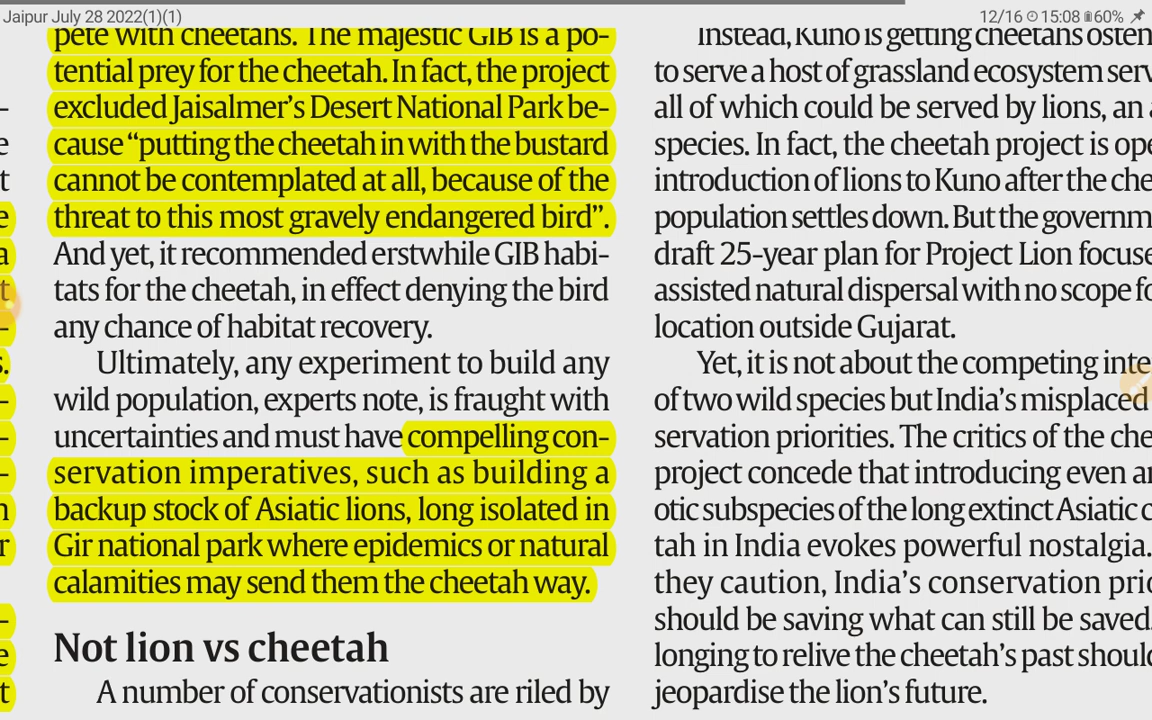 Jaipur July 28 2022(1)(1)
12/16 15:08 60%
pete with cheetahs. The majestic GIB is a po-
tential prey for the cheetah. In fact, the project
excluded Jaisalmer's Desert National Park be-
cause “putting the cheetah in with the bustard
cannot be contemplated at all, because of the
threat to this most gravely endangered bird”.
And yet, it recommended erstwhile GIB habi-
tats for the cheetah, in effect denying the bird
any chance of habitat recovery.
Ultimately, any experiment to build any
wild population, experts note, is fraught with
uncertainties and must have compelling con-
servation imperatives, such as building a
backup stock of Asiatic lions, long isolated in
Gir national park where epidemics or natural
calamities may send them the cheetah way.
Not lion vs cheetah
A number of conservationists are riled by
Instead, Kuno is getting cheetahs osten
to serve a host of grassland ecosystem serv
all of which could be served by lions, an a
species. In fact, the cheetah project is ope
introduction of lions to Kuno after the che
population settles down. But the governm
draft 25-year plan for Project Lion focuse
assisted natural dispersal with no scope fo
location outside Gujarat.
Yet, it is not about the competing inte
of two wild species but India's misplaced
servation priorities. The critics of the che
project concede that introducing even an
otic subspecies of the long extinct Asiatic c
tah in India evokes powerful nostalgia.
they caution, India's conservation pric
should be saving what can still be saved.
longing to relive the cheetah's past should
jeopardise the lion's future.